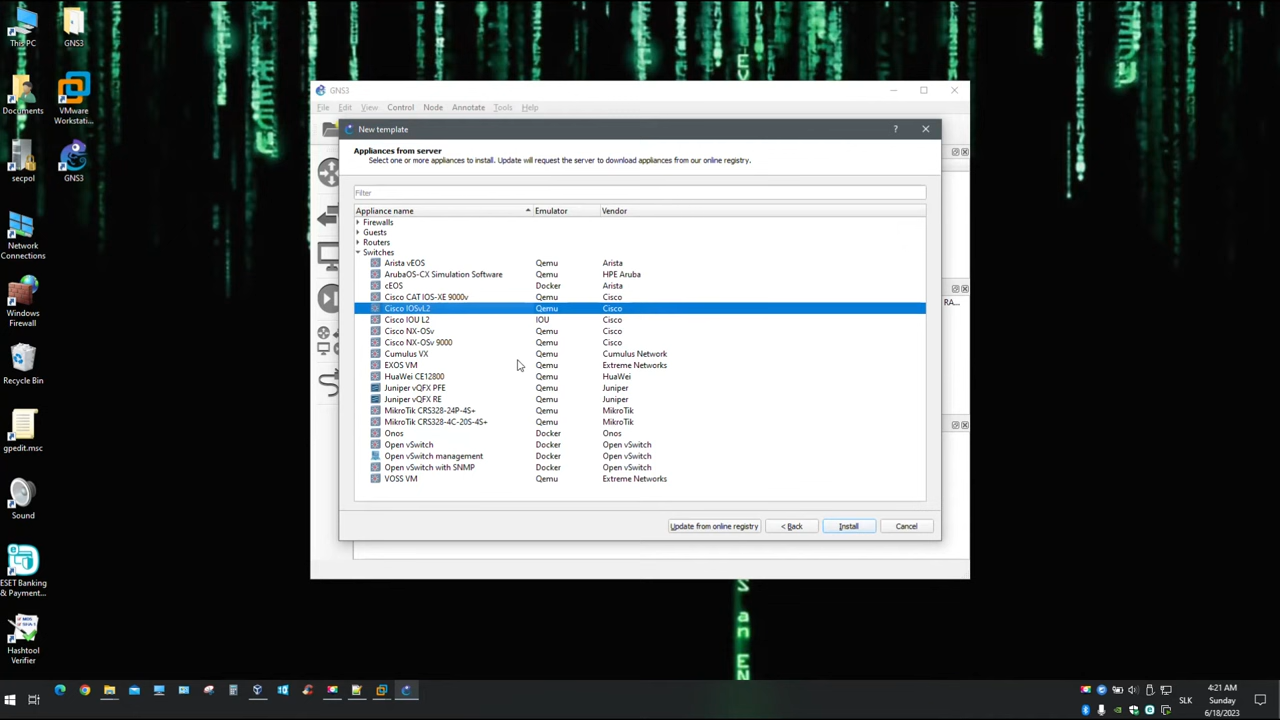 This PC
GNS3
Documents
VMware
Workstati...
secpol
GNS3
Network
Connections
Windows
Firewall
Recycle Bin
gpedit.msc
Sound
ESET Banking
& Payment...
Hashtool
Verifier
GNS3
File Edit View Control Node Annotate Tools Help
New template
Appliances from server
Select one or more appliances to install. Update will request the server to download appliances from our online registry.
Filter
Appliance name Emulator Vendor
Firewalls
Guests
Routers
Switches
Arista vEOS Qemu Arista
ArubaOS-CX Simulation Software Qemu HPE Aruba
cEOS Docker Arista
Cisco CAT IOS-XE 9000v Qemu Cisco
Cisco IOSvL2 Qemu Cisco
Cisco IOU L2 IOU Cisco
Cisco NX-OSv Qemu Cisco
Cisco NX-OSv 9000 Qemu Cisco
Cumulus VX Qemu Cumulus Network
EXOS VM Qemu Extreme Networks
HuaWei CE12800 Qemu HuaWei
Juniper vQFX PFE Qemu Juniper
Juniper vQFX RE Qemu Juniper
MikroTik CRS328-24P-4S+ Qemu MikroTik
MikroTik CRS328-4C-20S-4S+ Qemu MikroTik
Onos Docker Onos
Open vSwitch Docker Open vSwitch
Open vSwitch management Docker Open vSwitch
Open vSwitch with SNMP Docker Open vSwitch
VOSS VM Qemu Extreme Networks
Update from online registry < Back Install Cancel
RA...
s an EN
SLK
4:21 AM
Sunday
6/18/2023